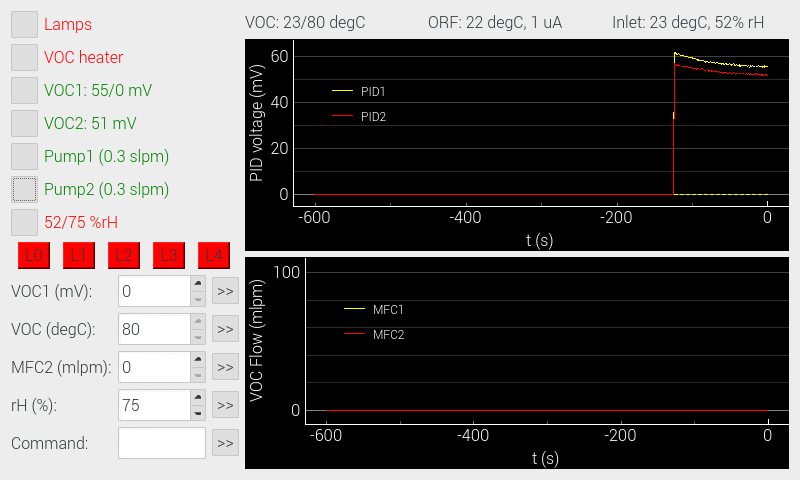 Lamps
VOC heater
VOC1: 55/0 mV
VOC2: 51 mV
Pump1 (0.3 slpm)
Pump2 (0.3 slpm)
52/75 %rH
L0 L1 L2 L3 L4
VOC1 (mV): 0 >>
VOC (degC): 80 >>
MFC2 (mlpm): 0 >>
rH (%): 75 >>
Command: >>
VOC: 23/80 degC ORF: 22 degC, 1 uA Inlet: 23 degC, 52% rH
PID voltage (mV)
60
40
20
0
PID1
PID2
-600 -400 -200 0
t (s)
VOC Flow (mlpm)
100
0
MFC1
MFC2
-600 -400 -200 0
t (s)